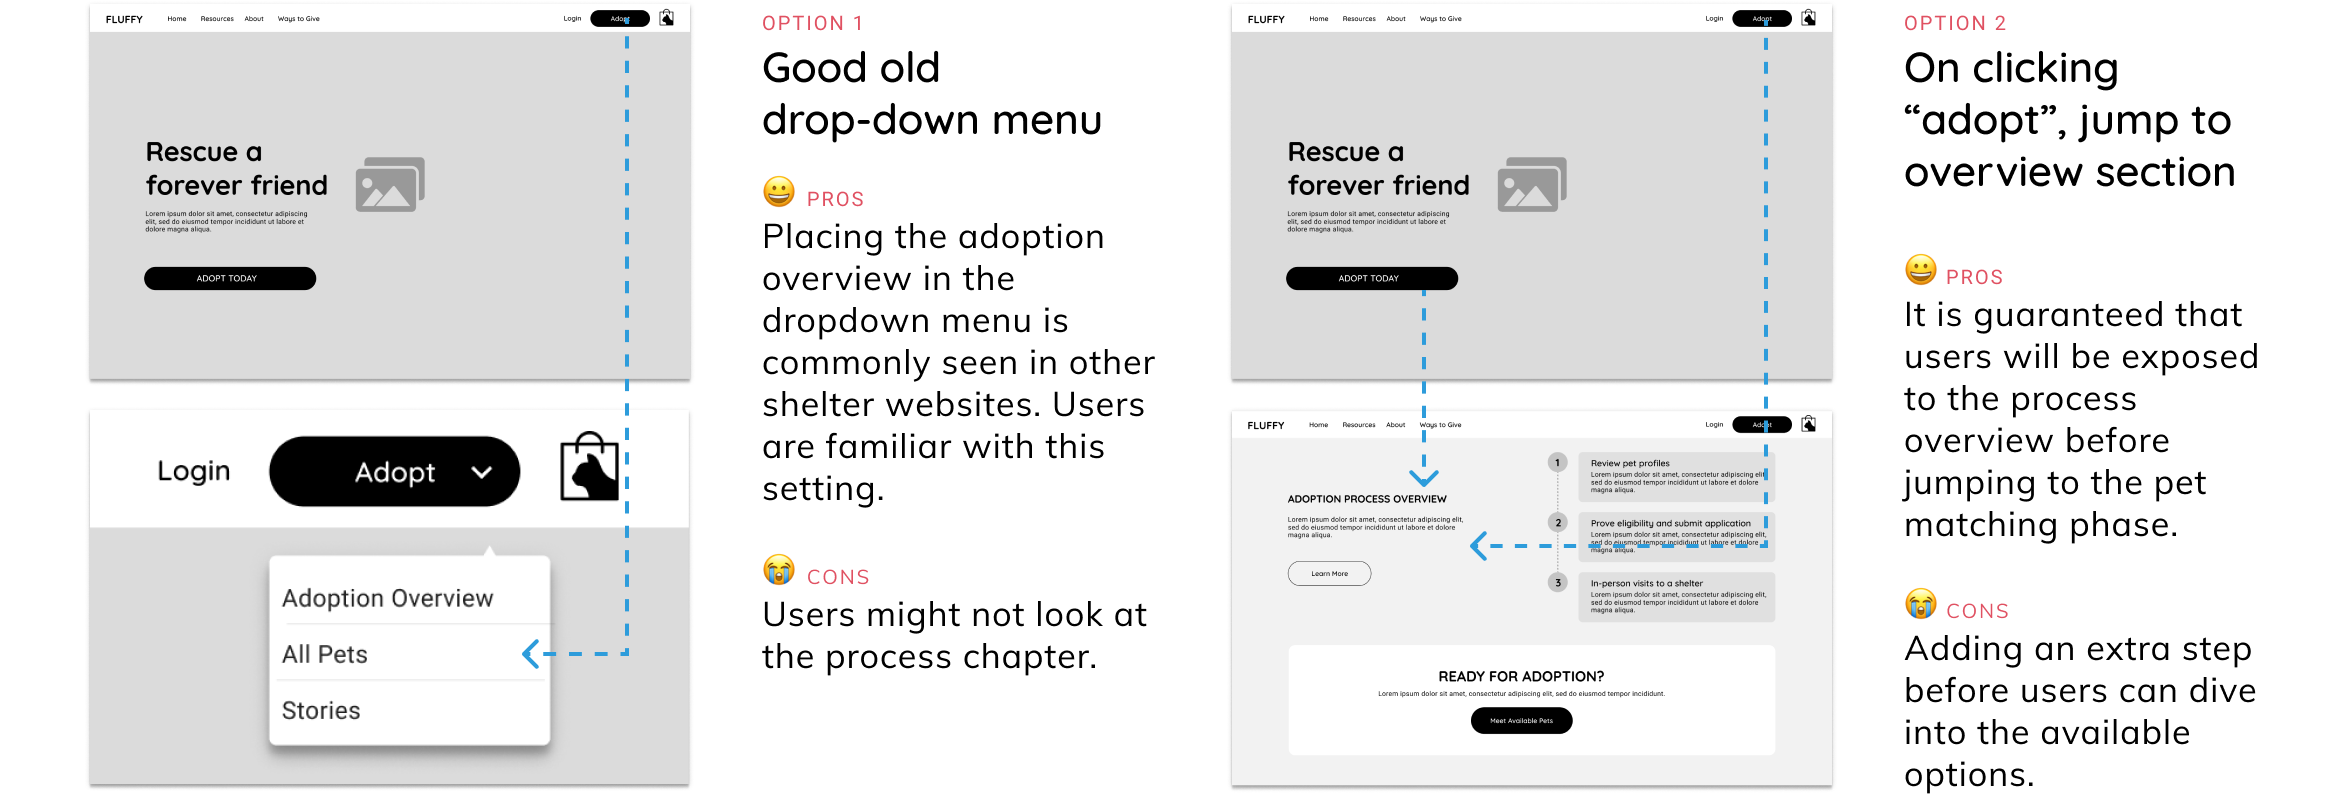 FLUFFY Home Resources About Ways to Give Login Adopt
Rescue a
forever friend
Lorem ipsum dolor sit amet, consectetur adipiscing
elit, sed do eiusmod tempor incididunt ut labore et
dolore magna aliqua.
ADOPT TODAY
Login Adopt
Adoption Overview
All Pets
Stories
OPTION 1
Good old
drop-down menu
PROS
Placing the adoption
overview in the
dropdown menu is
commonly seen in other
shelter websites. Users
are familiar with this
setting.
CONS
Users might not look at
the process chapter.
FLUFFY Home Resources About Ways to Give Login Adopt
Rescue a
forever friend
Lorem ipsum dolor sit amet, consectetur adipiscing
elit, sed do eiusmod tempor incididunt ut labore et
dolore magna aliqua.
ADOPT TODAY
FLUFFY Home Resources About Ways to Give Login Adopt
ADOPTION PROCESS OVERVIEW
Lorem ipsum dolor sit amet, consectetur adipiscing elit,
sed do eiusmod tempor incididunt ut labore et dolore
magna aliqua.
Learn More
1
Review pet profiles
Lorem ipsum dolor sit amet, consectetur adipiscing elit,
sed do eiusmod tempor incididunt ut labore et dolore
magna aliqua.
2
Prove eligibility and submit application
Lorem ipsum dolor sit amet, consectetur adipiscing elit,
sed do eiusmod tempor incididunt ut labore et dolore
magna aliqua.
3
In-person visits to a shelter
Lorem ipsum dolor sit amet, consectetur adipiscing elit,
sed do eiusmod tempor incididunt ut labore et dolore
magna aliqua.
READY FOR ADOPTION?
Lorem ipsum dolor sit amet, consectetur adipiscing elit, sed do eiusmod tempor incididunt.
Meet Available Pets
OPTION 2
On clicking
“adopt”, jump to
overview section
PROS
It is guaranteed that
users will be exposed
to the process
overview before
jumping to the pet
matching phase.
CONS
Adding an extra step
before users can dive
into the available
options.